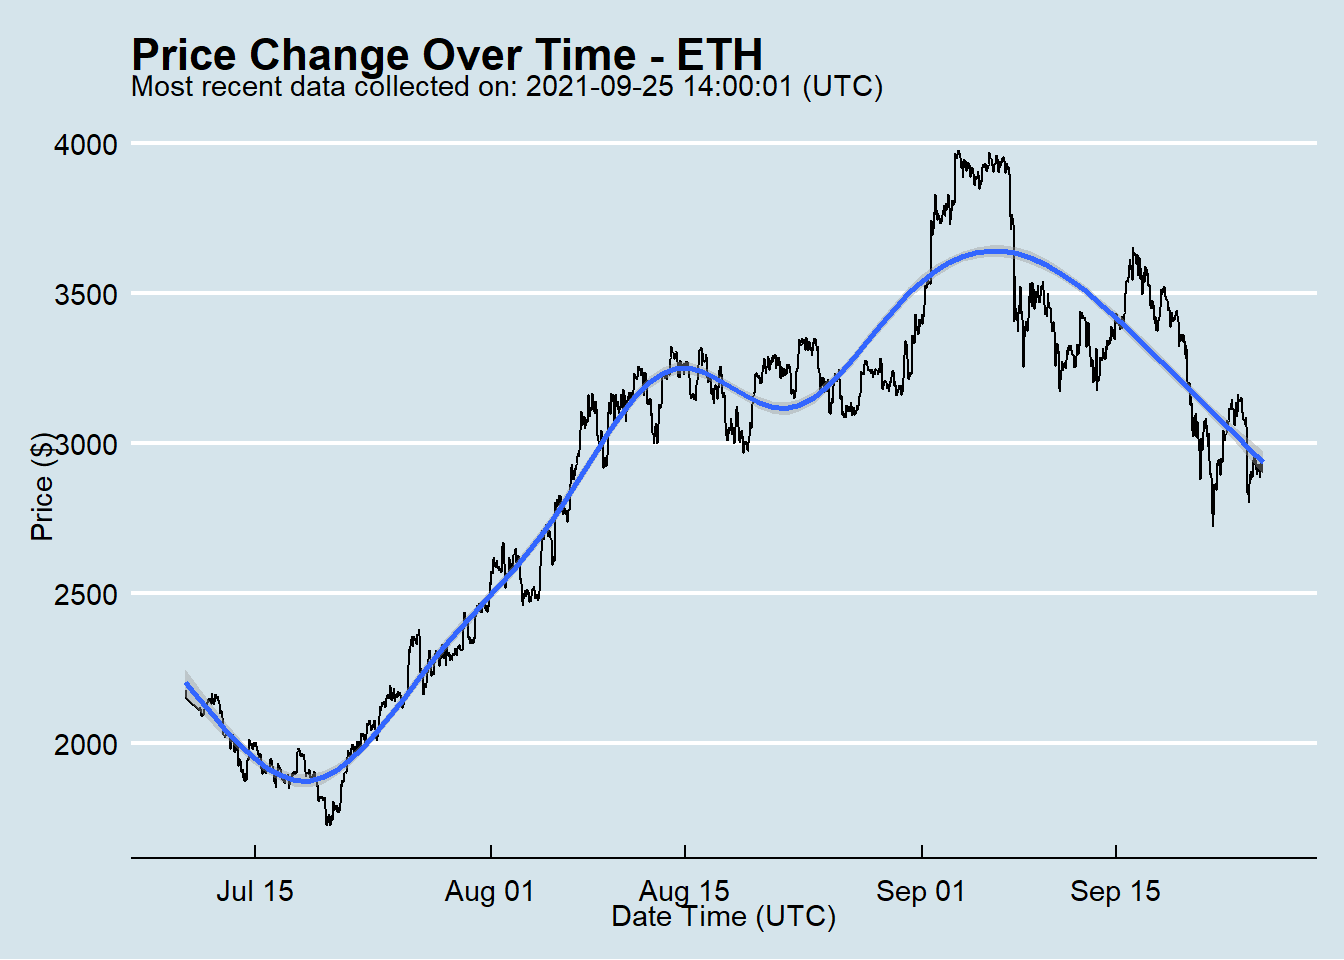 Price Change Over Time - ETH
Most recent data collected on: 2021-09-25 14:00:01 (UTC)
4000
3500
3000
2500
2000
Price ($)
Jul 15
Aug 01
Aug 15
Sep 01
Sep 15
Date Time (UTC)